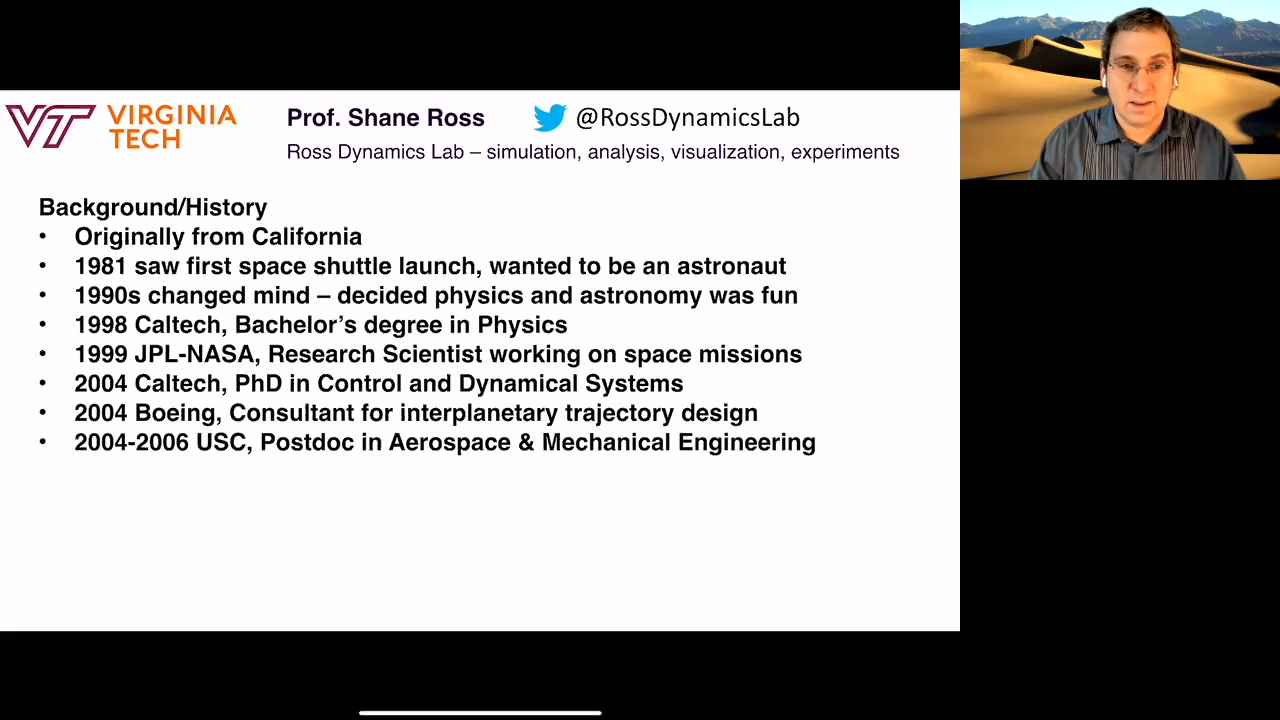 VT VIRGINIA TECH
Prof. Shane Ross @RossDynamicsLab
Ross Dynamics Lab – simulation, analysis, visualization, experiments
Background/History
• Originally from California
• 1981 saw first space shuttle launch, wanted to be an astronaut
• 1990s changed mind – decided physics and astronomy was fun
• 1998 Caltech, Bachelor’s degree in Physics
• 1999 JPL-NASA, Research Scientist working on space missions
• 2004 Caltech, PhD in Control and Dynamical Systems
• 2004 Boeing, Consultant for interplanetary trajectory design
• 2004-2006 USC, Postdoc in Aerospace & Mechanical Engineering